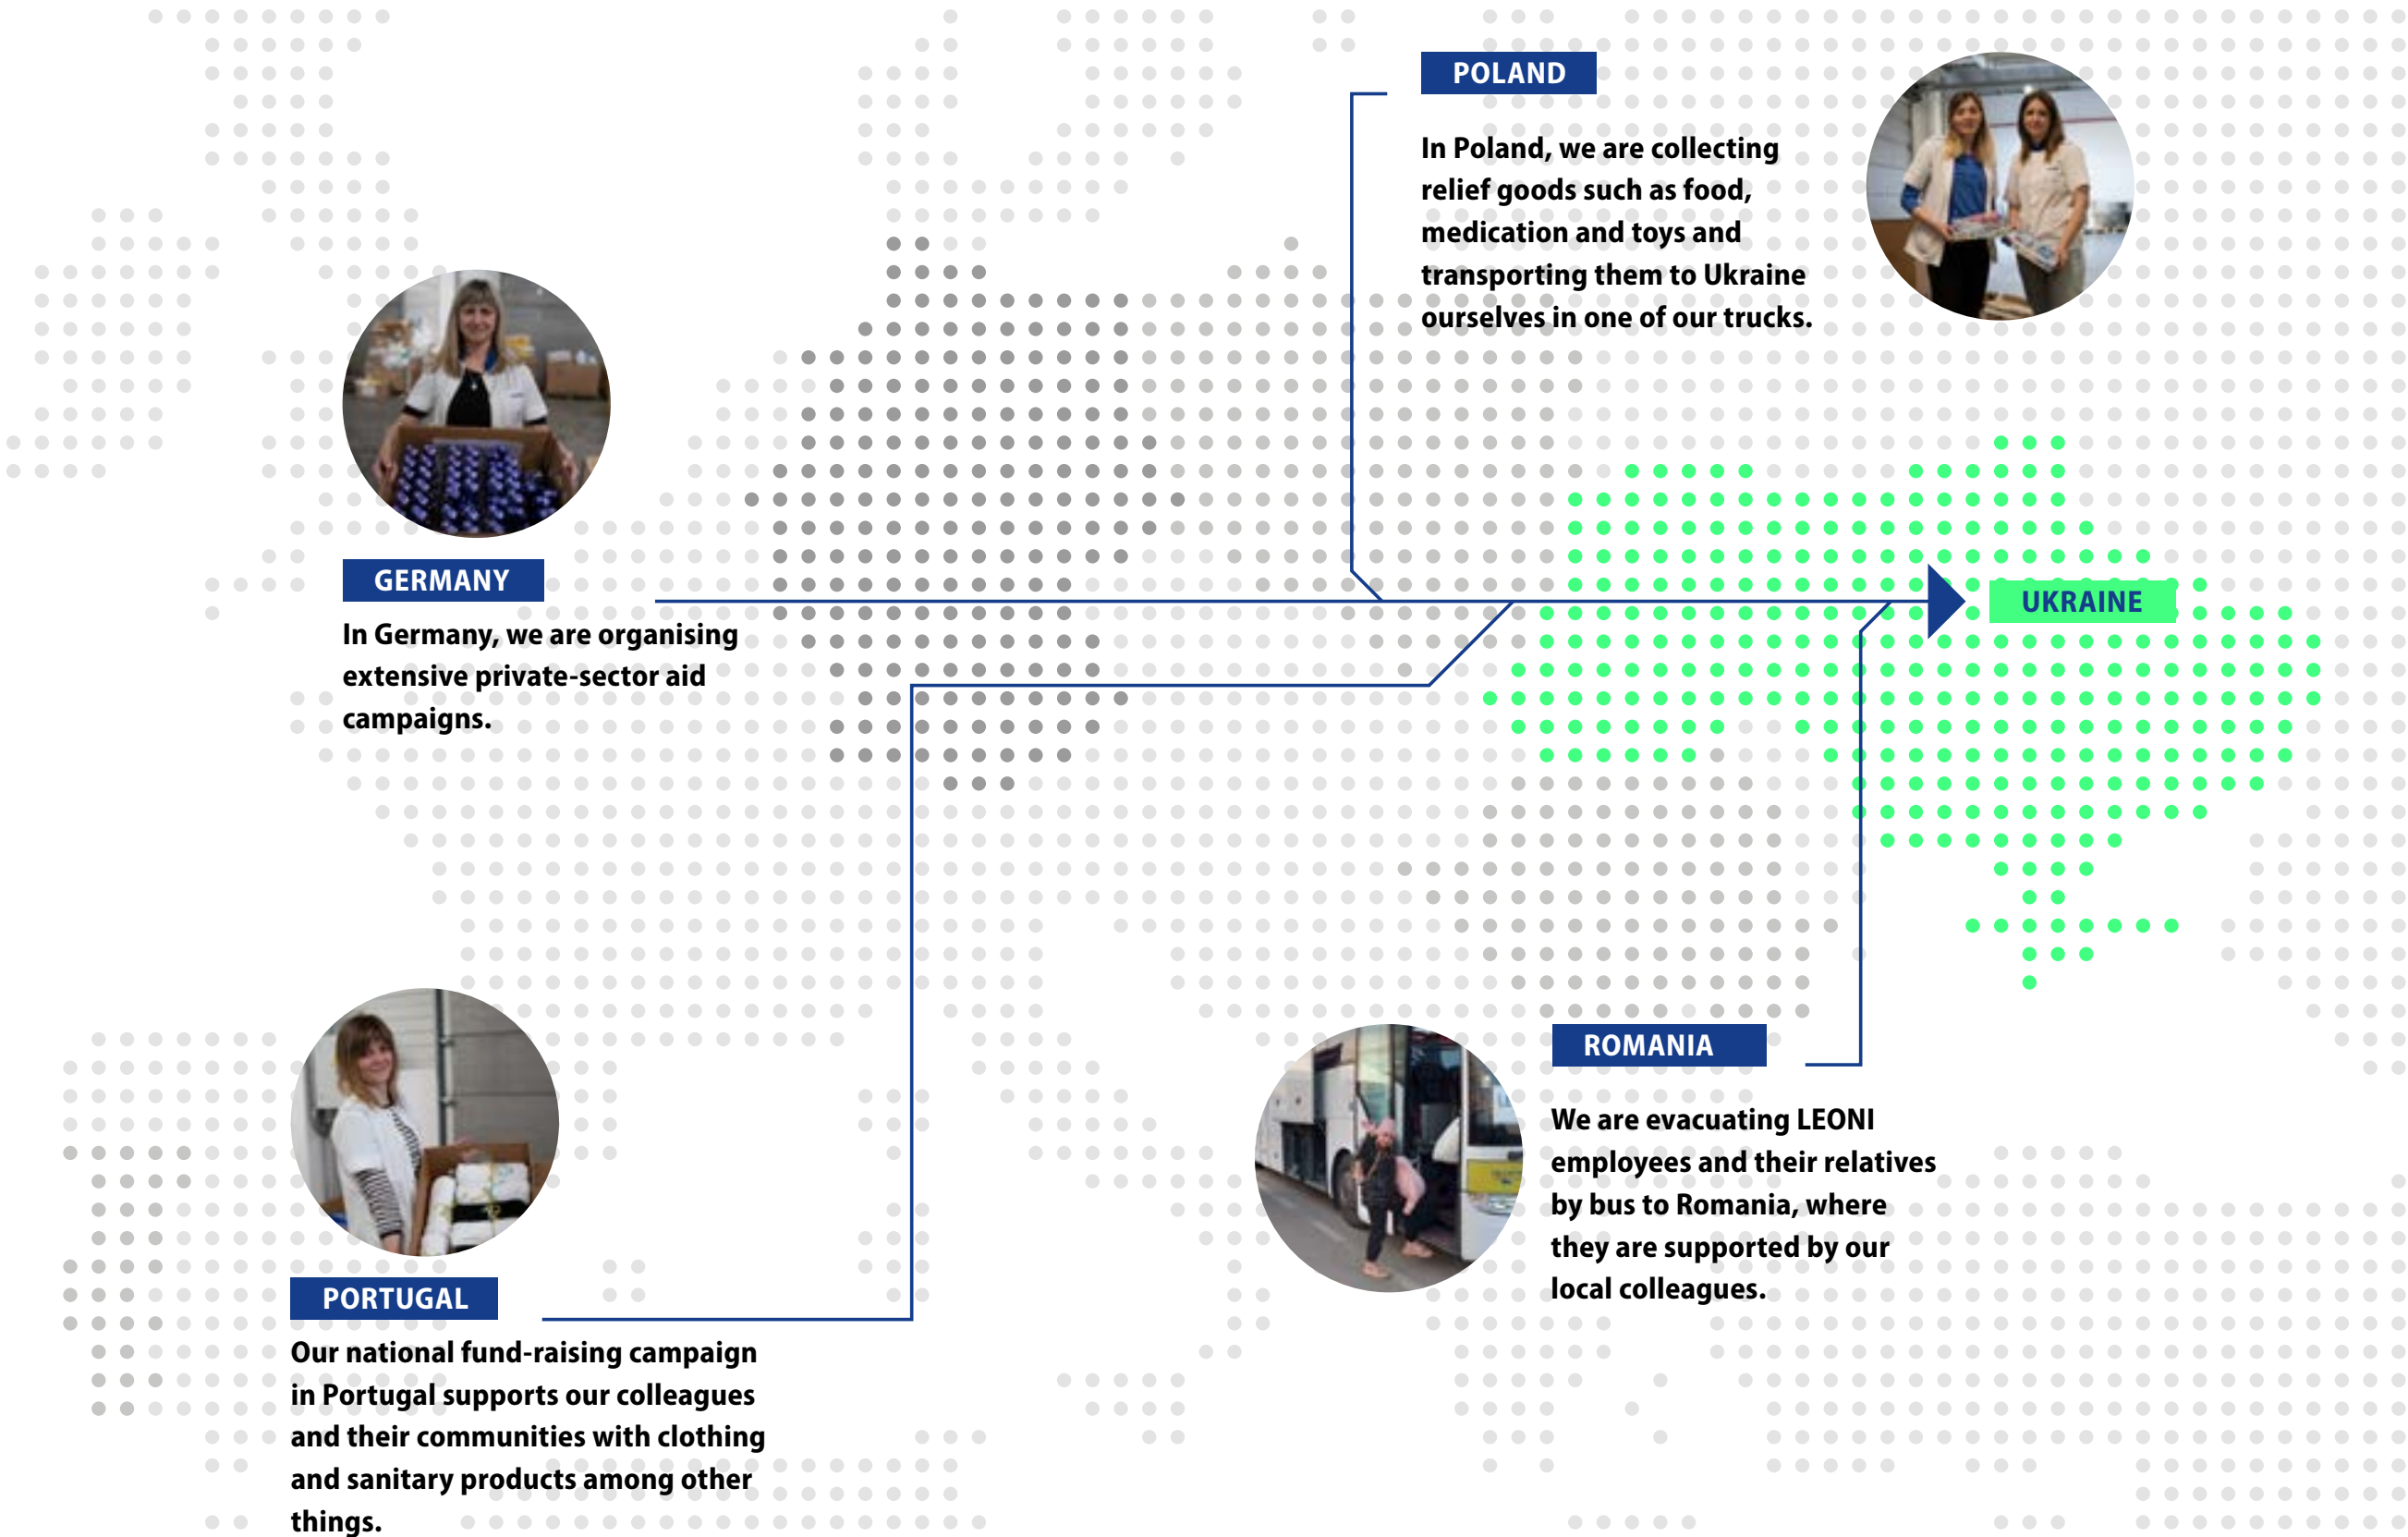 POLAND
In Poland, we are collecting
relief goods such as food,
medication and toys and
transporting them to Ukraine
ourselves in one of our trucks.
GERMANY
In Germany, we are organising
extensive private-sector aid
campaigns.
UKRAINE
PORTUGAL
Our national fund-raising campaign
in Portugal supports our colleagues
and their communities with clothing
and sanitary products among other
things.
ROMANIA
We are evacuating LEONI
employees and their relatives
by bus to Romania, where
they are supported by our
local colleagues.